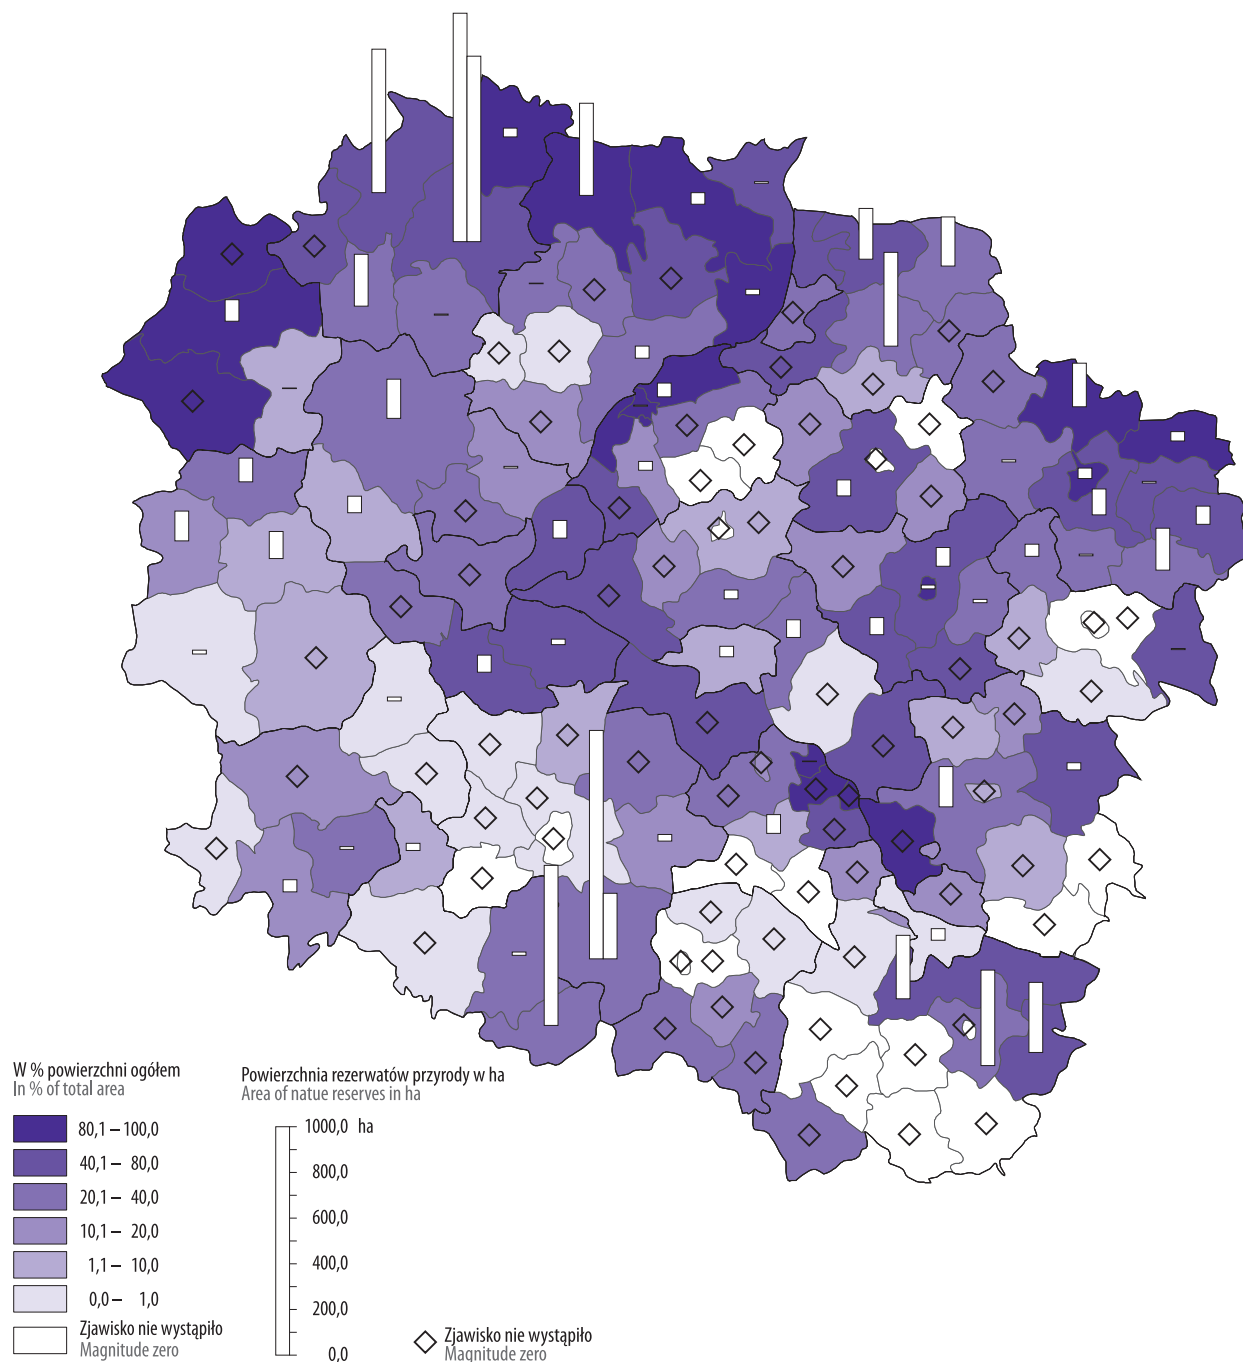 W % powierzchni ogółem
In % of total area
80,1 – 100,0
40,1 – 80,0
20,1 – 40,0
10,1 – 20,0
1,1 – 10,0
0,0 – 1,0
Zjawisko nie wystąpiło
Magnitude zero
Powierzchnia rezerwatów przyrody w ha
Area of natue reserves in ha
1000,0 ha
800,0
600,0
400,0
200,0
0,0
Zjawisko nie wystąpiło
Magnitude zero